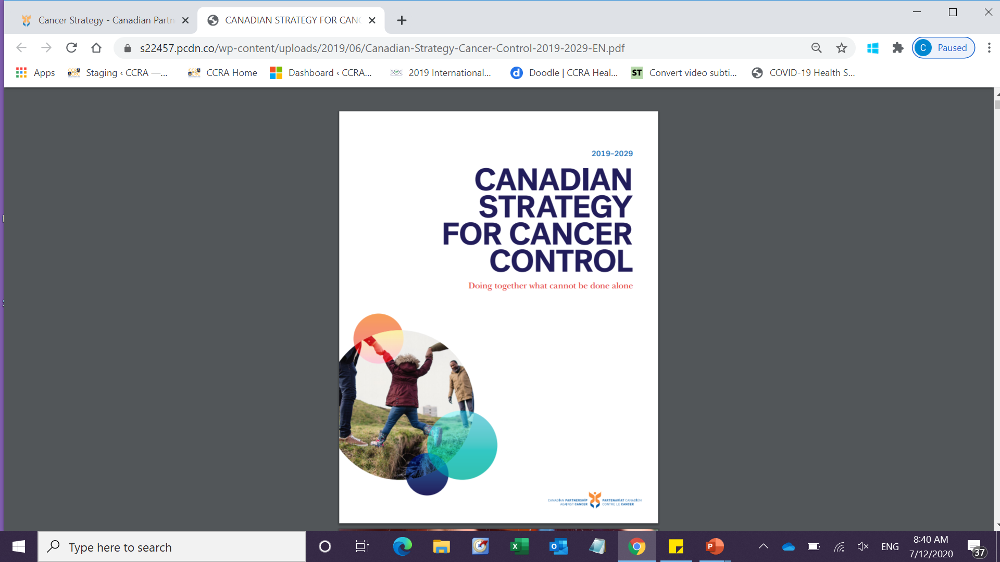 Cancer Strategy - Canadian Partn
CANADIAN STRATEGY FOR CANC
s22457.pcdn.co/wp-content/uploads/2019/06/Canadian-Strategy-Cancer-Control-2019-2029-EN.pdf
C Paused
Apps
Staging ‹ CCRA —...
CCRA Home
Dashboard ‹ CCRA...
2019 International...
d Doodle | CCRA Heal...
ST Convert video subti...
COVID-19 Health S...
2019-2029
CANADIAN
STRATEGY
FOR CANCER
CONTROL
Doing together what cannot be done alone
CANADIAN PARTNERSHIP
AGAINST CANCER
PARTENARIAT CANADIEN
CONTRE LE CANCER
Type here to search
ENG
8:40 AM
7/12/2020
37